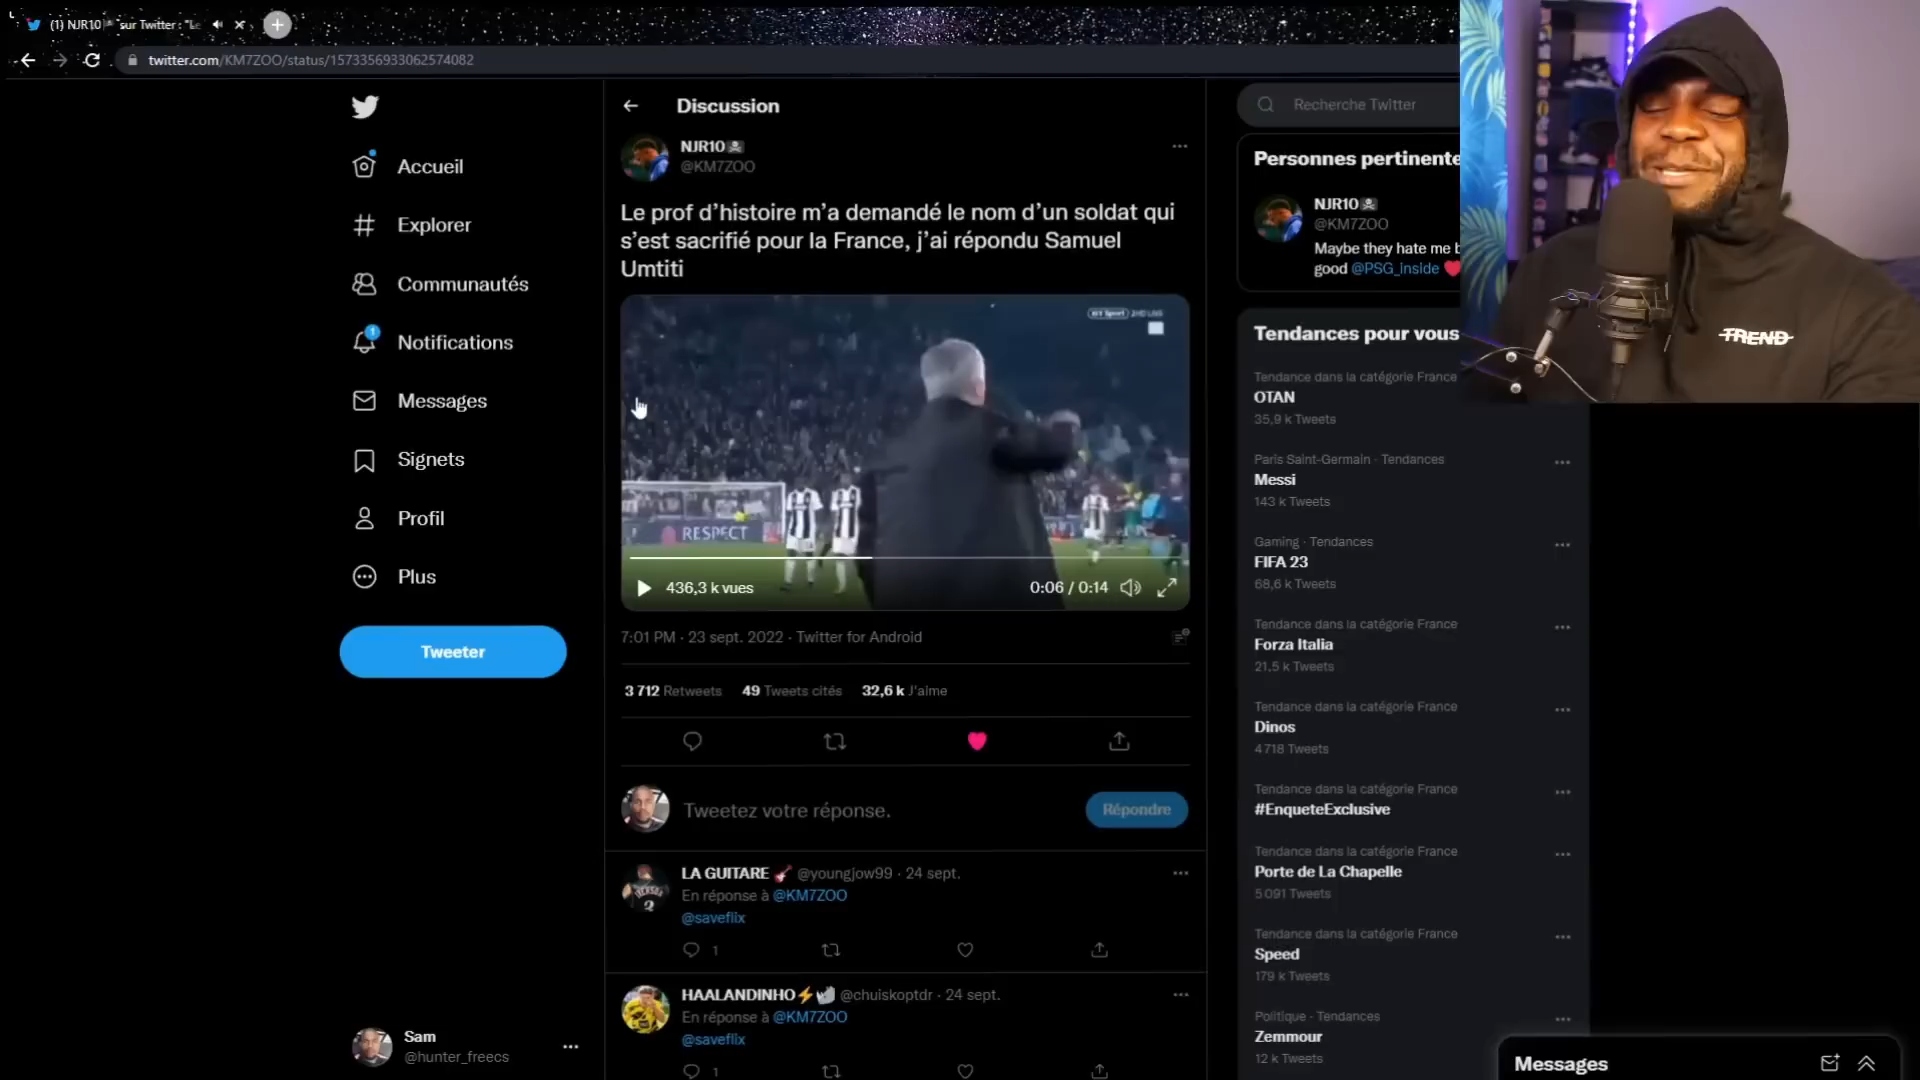 (1) NJR10 sur Twitter : "Le
twitter.com/KM7ZOO/status/1573356933062574082
Accueil
Explorer
Communautés
1
Notifications
Messages
Signets
Profil
Plus
Tweeter
Sam
@hunter_freecs
Discussion
NJR10
@KM7ZOO
Le prof d’histoire m’a demandé le nom d’un soldat qui
s’est sacrifié pour la France, j’ai répondu Samuel
Umtiti
BT Sport 2HD LIVE
RESPECT
436,3 k vues
0:06 / 0:14
7:01 PM · 23 sept. 2022 · Twitter for Android
3 712 Retweets 49 Tweets cités 32,6 k J'aime
Tweetez votre réponse.
Répondre
LA GUITARE @youngjow99 · 24 sept.
En réponse à @KM7ZOO
@saveflix
1
HAALANDINHO @chuiskoptdr · 24 sept.
En réponse à @KM7ZOO
@saveflix
1
Recherche Twitter
Personnes pertinente
NJR10
@KM7ZOO
Maybe they hate me b
good @PSG_inside
Tendances pour vous
Tendance dans la catégorie France
OTAN
35,9 k Tweets
Paris Saint-Germain · Tendances
Messi
143 k Tweets
Gaming · Tendances
FIFA 23
68,6 k Tweets
Tendance dans la catégorie France
Forza Italia
21,5 k Tweets
Tendance dans la catégorie France
Dinos
4 718 Tweets
Tendance dans la catégorie France
#EnqueteExclusive
Tendance dans la catégorie France
Porte de La Chapelle
5 091 Tweets
Tendance dans la catégorie France
Speed
179 k Tweets
Politique · Tendances
Zemmour
12 k Tweets
TREND
Messages